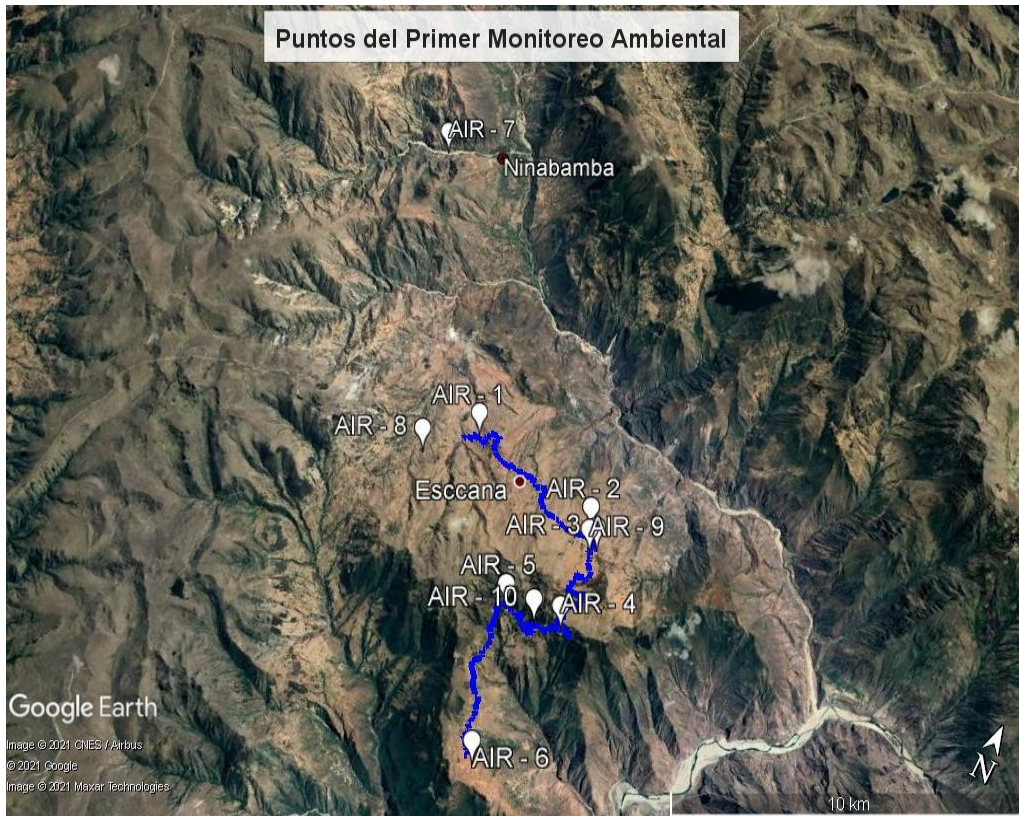 Puntos del Primer Monitoreo Ambiental
AIR - 7
Ninabamba
AIR - 1
AIR - 8
Esccana
AIR - 2
AIR - 3
AIR - 9
AIR - 5
AIR - 10
AIR - 4
Google Earth
Image © 2021 CNES / Airbus
© 2021 Google
Image © 2021 Maxar Technologies
AIR - 6
N
10 km